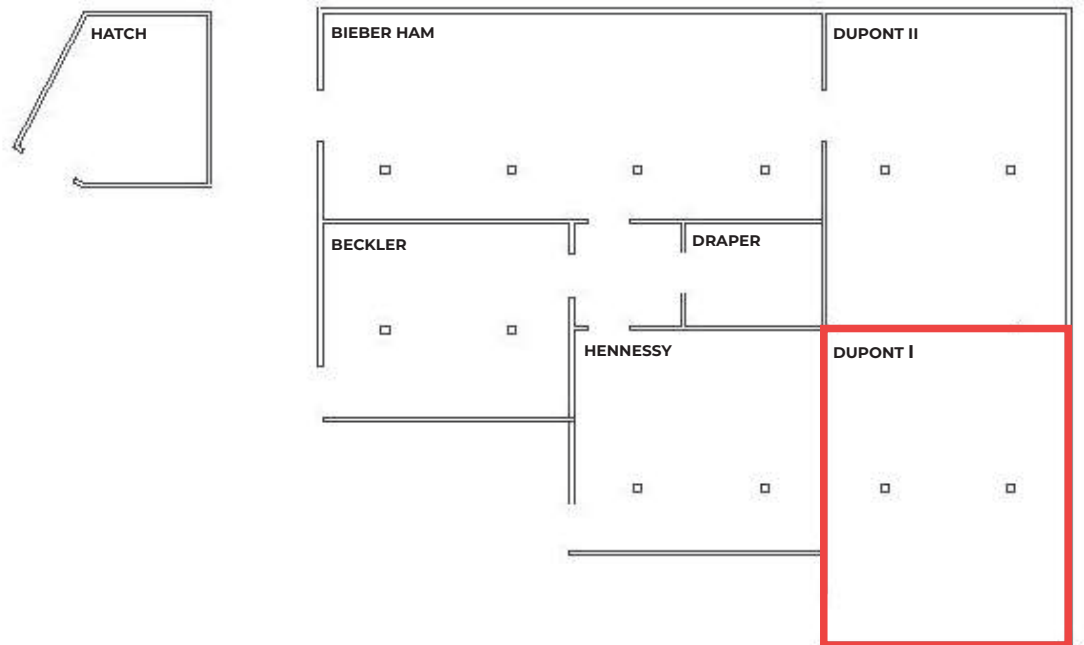 HATCH
BIEBER HAM
DUPONT II
BECKLER
DRAPER
HENNESSY
DUPONT I